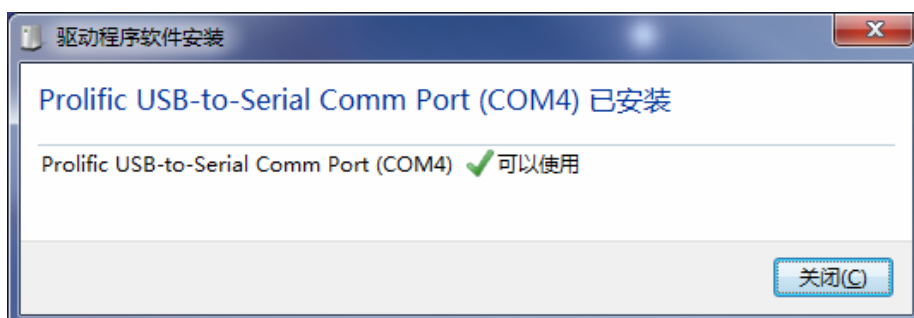 驱动程序软件安装
Prolific USB-to-Serial Comm Port (COM4) 已安装
Prolific USB-to-Serial Comm Port (COM4) 可以使用
关闭(C)